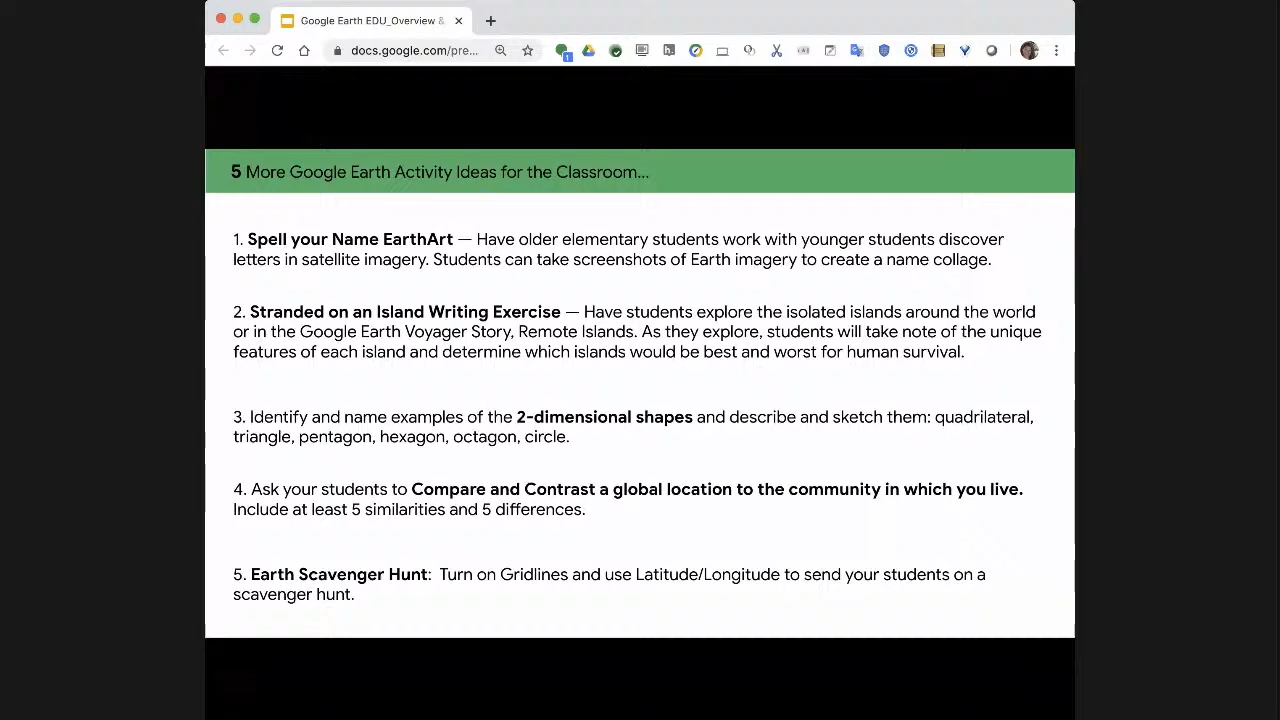 Google Earth EDU_Overview &
docs.google.com/pre...
1
5 More Google Earth Activity Ideas for the Classroom...
1. Spell your Name EarthArt — Have older elementary students work with younger students discover
letters in satellite imagery. Students can take screenshots of Earth imagery to create a name collage.
2. Stranded on an Island Writing Exercise — Have students explore the isolated islands around the world
or in the Google Earth Voyager Story, Remote Islands. As they explore, students will take note of the unique
features of each island and determine which islands would be best and worst for human survival.
3. Identify and name examples of the 2-dimensional shapes and describe and sketch them: quadrilateral,
triangle, pentagon, hexagon, octagon, circle.
4. Ask your students to Compare and Contrast a global location to the community in which you live.
Include at least 5 similarities and 5 differences.
5. Earth Scavenger Hunt:  Turn on Gridlines and use Latitude/Longitude to send your students on a
scavenger hunt.